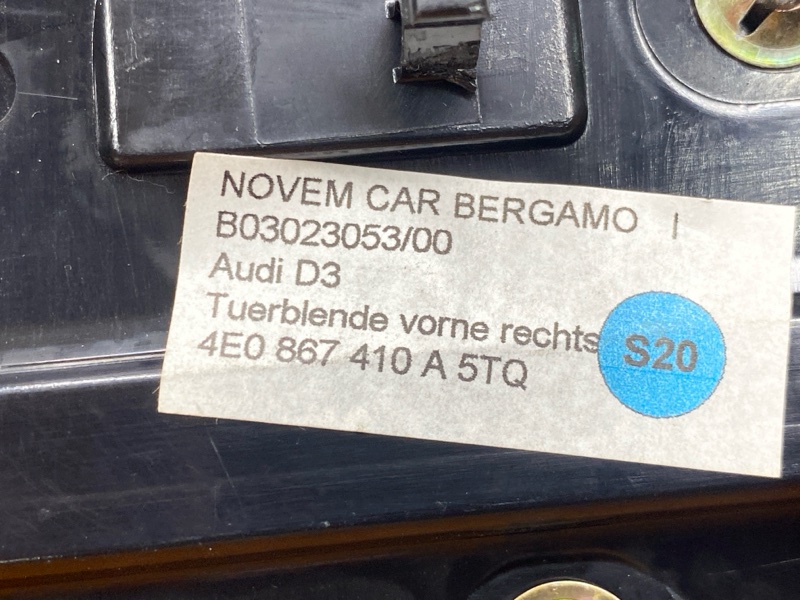 NOVEM CAR BERGAMO I
B03023053/00
Audi D3
Tuerblende vorne rechts
4E0 867 410 A 5TQ
S20